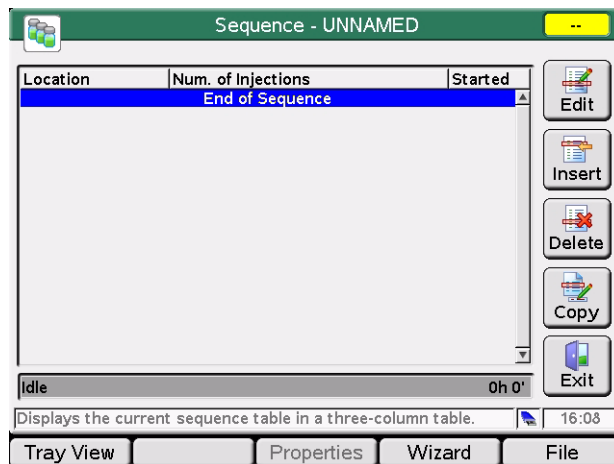 Sequence - UNNAMED
--
Location Num. of Injections Started
End of Sequence
Edit
Insert
Delete
Copy
Exit
Idle 0h 0'
Displays the current sequence table in a three-column table.
16:08
Tray View Properties Wizard File